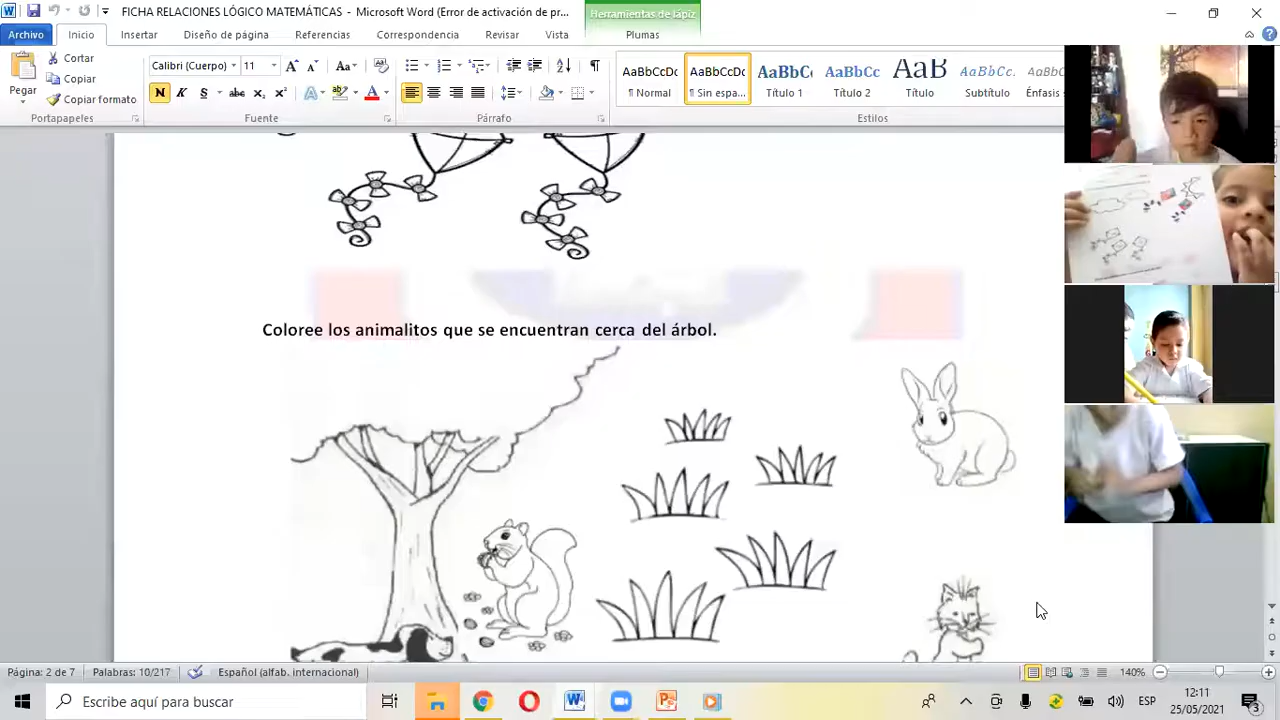 FICHA RELACIONES LÓGICO MATEMÁTICAS - Microsoft Word (Error de activación de pr...
Herramientas de lápiz
Archivo Inicio Insertar Diseño de página Referencias Correspondencia Revisar Vista Plumas
Cortar
Copiar
Copiar formato
Pegar
Portapapeles
Calibri (Cuerpo) 11
Fuente
Párrafo
AaBbCcDc AaBbCcDc AaBbC AaBbCc AaB AaBbCc. AaBbCc
¶ Normal ¶ Sin espa... Título 1 Título 2 Título Subtítulo Énfasis
Estilos
Coloree los animalitos que se encuentran cerca del árbol.
Página: 2 de 7 Palabras: 10/217 Español (alfab. internacional) 140%
Escribe aquí para buscar
ESP
12:11
25/05/2021
3